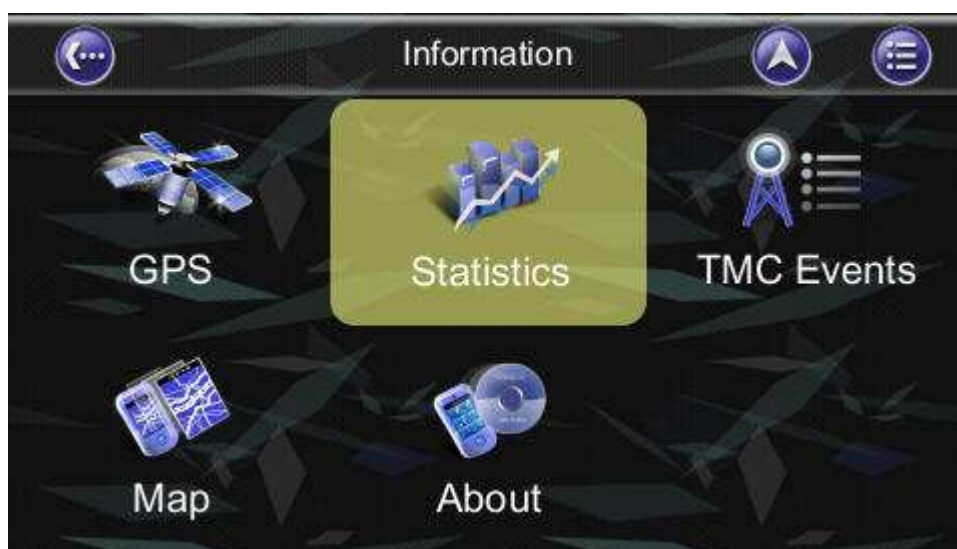 Information
GPS
Statistics
TMC Events
Map
About